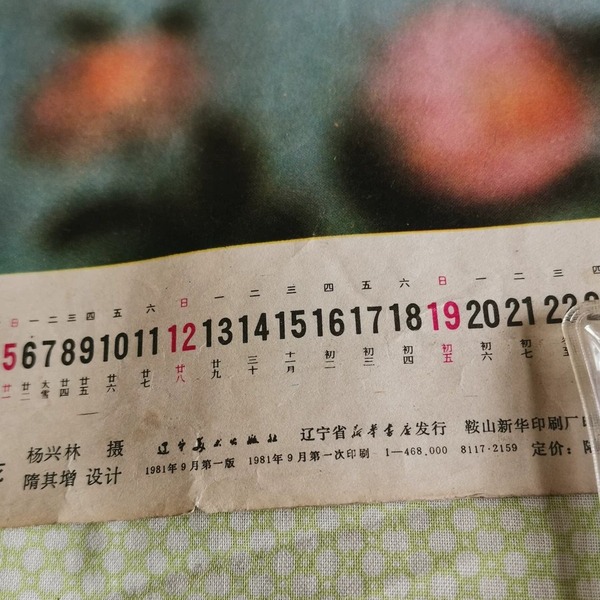 日 一 二 三 四 五 六 日 一 二 三 四 五 六 日 一 二 三 四
5 6 7 8 9 10 11 12 13 14 15 16 17 18 19 20 21 22
廿一 廿二 大雪 廿四 廿五 廿六 廿七 廿八 廿九 三十 十一月 初二 初三 初四 初五 初六 初七
杨兴林 摄 辽宁美术出版社 辽宁省新华书店发行 鞍山新华印刷厂印
隋其增 设计 1981年9月第一版 1981年9月第一次印刷 1—468,000 8117·2159 定价: